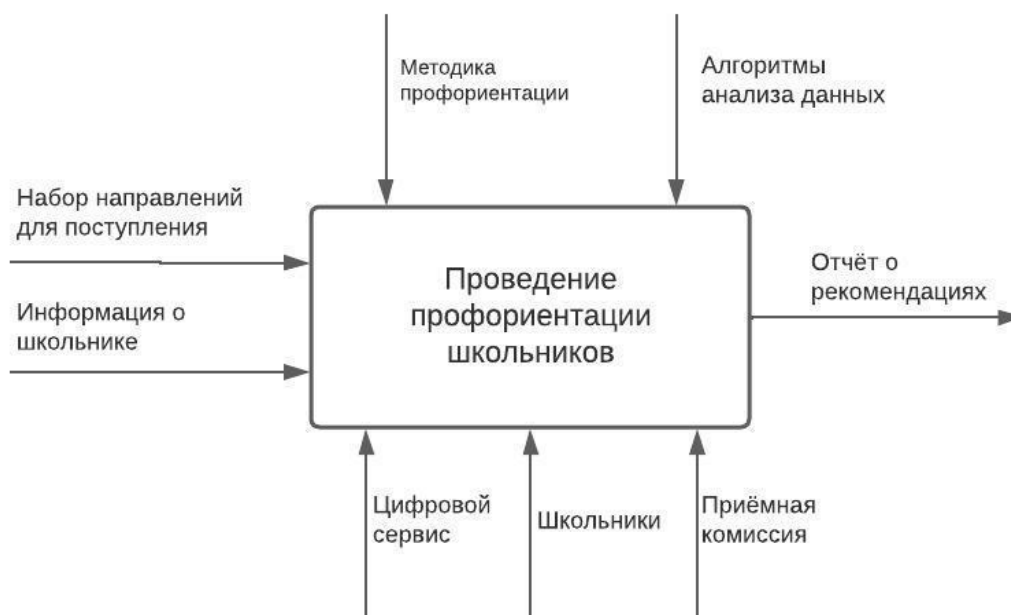 Методика
профориентации
Алгоритмы
анализа данных
Набор направлений
для поступления
Информация о
школьнике
Проведение
профориентации
школьников
Отчёт о
рекомендациях
Цифровой
сервис
Школьники
Приёмная
комиссия